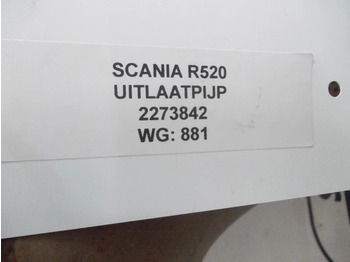 SCANIA R520
UITLAATPIJP
2273842
WG: 881